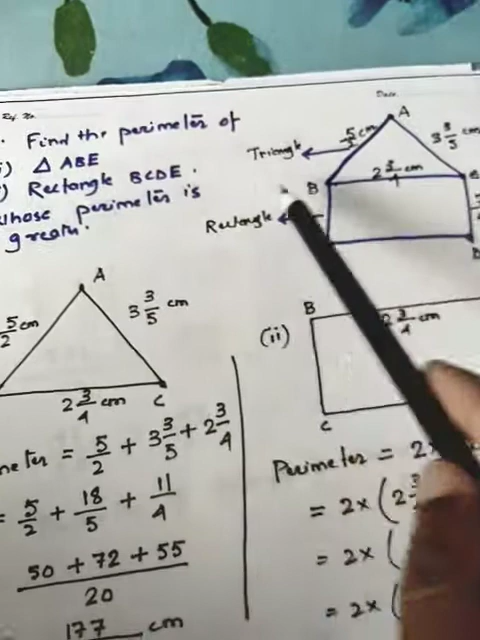 Find the perimeter of
i) △ ABE
) Rectangle BCDE.
whose perimeter is
greater.
Triangle
Rectangle
A
5/2 cm
3 3/5 cm
B
2 3/4 cm
E
D
A
5/2 cm
3 3/5 cm
2 3/4 cm
C
meter = 5/2 + 3 3/5 + 2 3/4
= 5/2 + 18/5 + 11/4
50 + 72 + 55
20
177 cm
(ii)
B
2 3/4 cm
C
Perimeter = 2×
= 2×(2 3
= 2×(
= 2×(